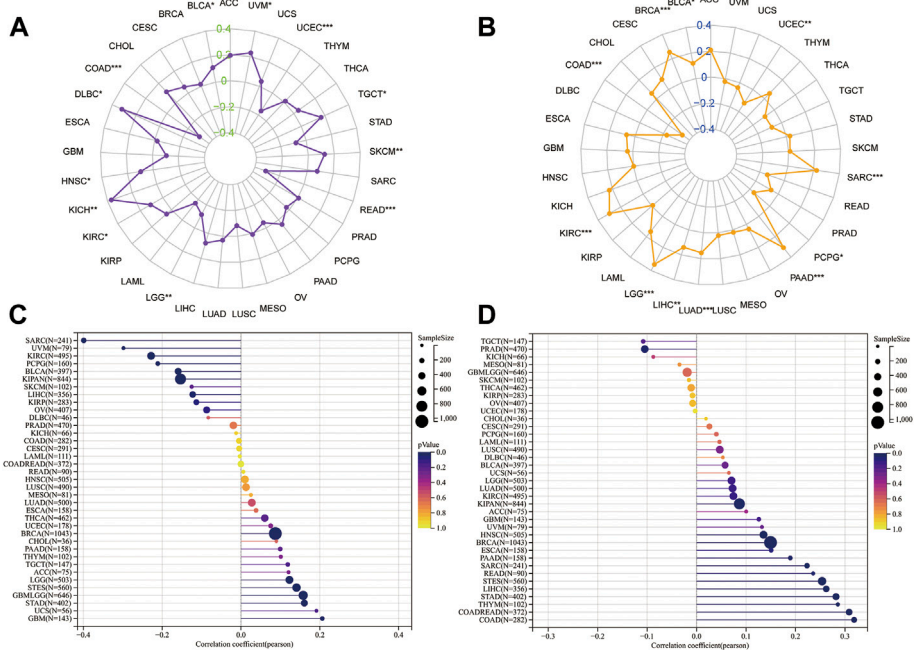 A
BLCA* ACC UVM*
BRCA UCS
CESC UCEC***
CHOL THYM
COAD*** THCA
DLBC* TGCT*
ESCA STAD
GBM SKCM**
HNSC* SARC
KICH** READ***
KIRC* PRAD
KIRP PCPG
LAML PAAD
LGG** OV
LIHC LUAD LUSC MESO
0.4
0.2
0
−0.2
−0.4
B
BLCA* ACC UVM
BRCA*** UCS
CESC UCEC**
CHOL THYM
COAD*** THCA
DLBC TGCT
ESCA STAD
GBM SKCM
HNSC SARC***
KICH READ
KIRC*** PRAD
KIRP PCPG*
LAML PAAD***
LGG*** OV
LIHC** LUAD*** LUSC MESO
0.4
0.2
0
−0.2
−0.4
C
SARC(N=241)
UVM(N=79)
KIRC(N=495)
PCPG(N=160)
BLCA(N=397)
KIPAN(N=844)
SKCM(N=102)
LIHC(N=356)
KIRP(N=283)
OV(N=407)
DLBC(N=46)
PRAD(N=470)
KICH(N=66)
COAD(N=282)
CESC(N=291)
LAML(N=111)
COADREAD(N=372)
READ(N=90)
HNSC(N=505)
LUSC(N=490)
MESO(N=81)
LUAD(N=500)
ESCA(N=158)
THCA(N=462)
UCEC(N=178)
BRCA(N=1043)
CHOL(N=36)
PAAD(N=158)
THYM(N=102)
TGCT(N=147)
ACC(N=75)
LGG(N=503)
STES(N=560)
GBMLGG(N=646)
STAD(N=402)
UCS(N=56)
GBM(N=143)
−0.4 −0.2 0.0 0.2 0.4
Correlation coefficient(pearson)
SampleSize
200
400
600
800
1,000
pValue
0.0
0.2
0.4
0.6
0.8
1.0
D
TGCT(N=147)
PRAD(N=470)
KICH(N=66)
MESO(N=81)
GBMLGG(N=646)
SKCM(N=102)
THCA(N=462)
KIRP(N=283)
OV(N=407)
UCEC(N=178)
CHOL(N=36)
CESC(N=291)
PCPG(N=160)
LAML(N=111)
LUSC(N=490)
DLBC(N=46)
BLCA(N=397)
UCS(N=56)
LGG(N=503)
LUAD(N=500)
KIRC(N=495)
KIPAN(N=844)
ACC(N=75)
GBM(N=143)
UVM(N=79)
HNSC(N=505)
BRCA(N=1043)
ESCA(N=158)
PAAD(N=158)
SARC(N=241)
READ(N=90)
STES(N=560)
LIHC(N=356)
STAD(N=402)
THYM(N=102)
COADREAD(N=372)
COAD(N=282)
−0.3 −0.2 −0.1 0.0 0.1 0.2 0.3
Correlation coefficient(pearson)
SampleSize
200
400
600
800
1,000
pValue
0.0
0.2
0.4
0.6
0.8
1.0